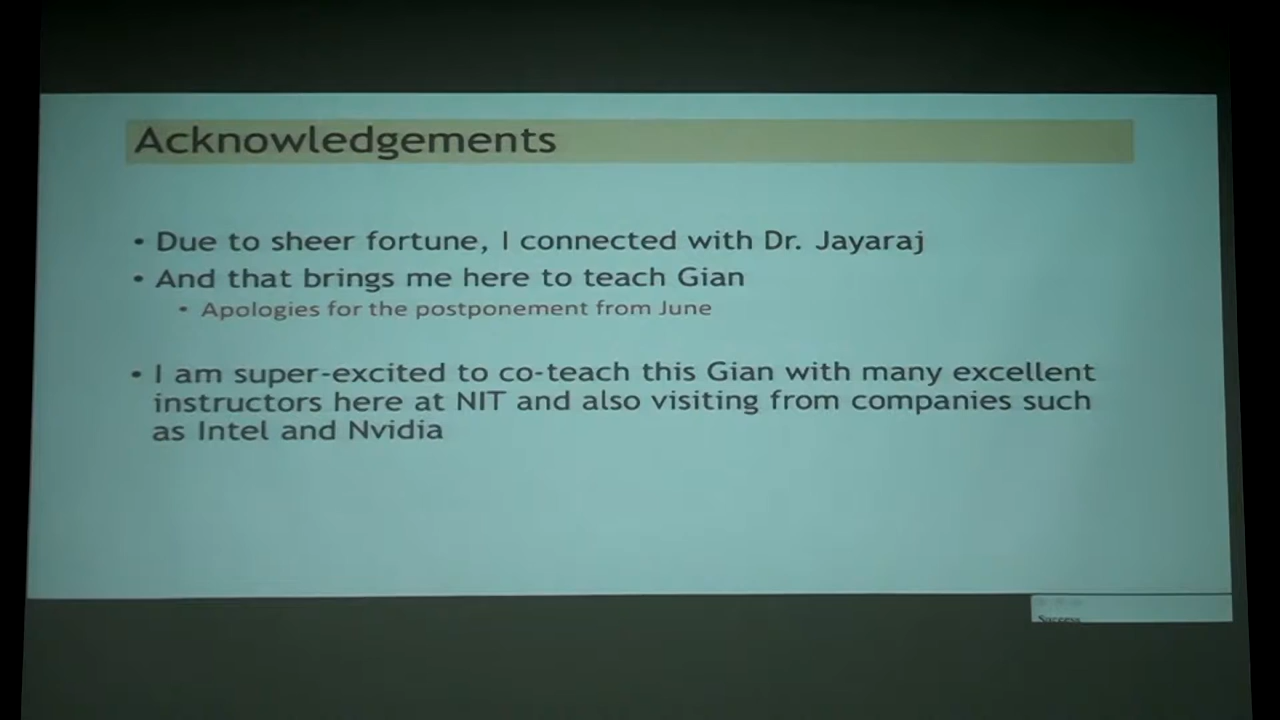 Acknowledgements
• Due to sheer fortune, I connected with Dr. Jayaraj
• And that brings me here to teach Gian
• Apologies for the postponement from June
• I am super-excited to co-teach this Gian with many excellent
instructors here at NIT and also visiting from companies such
as Intel and Nvidia
Success